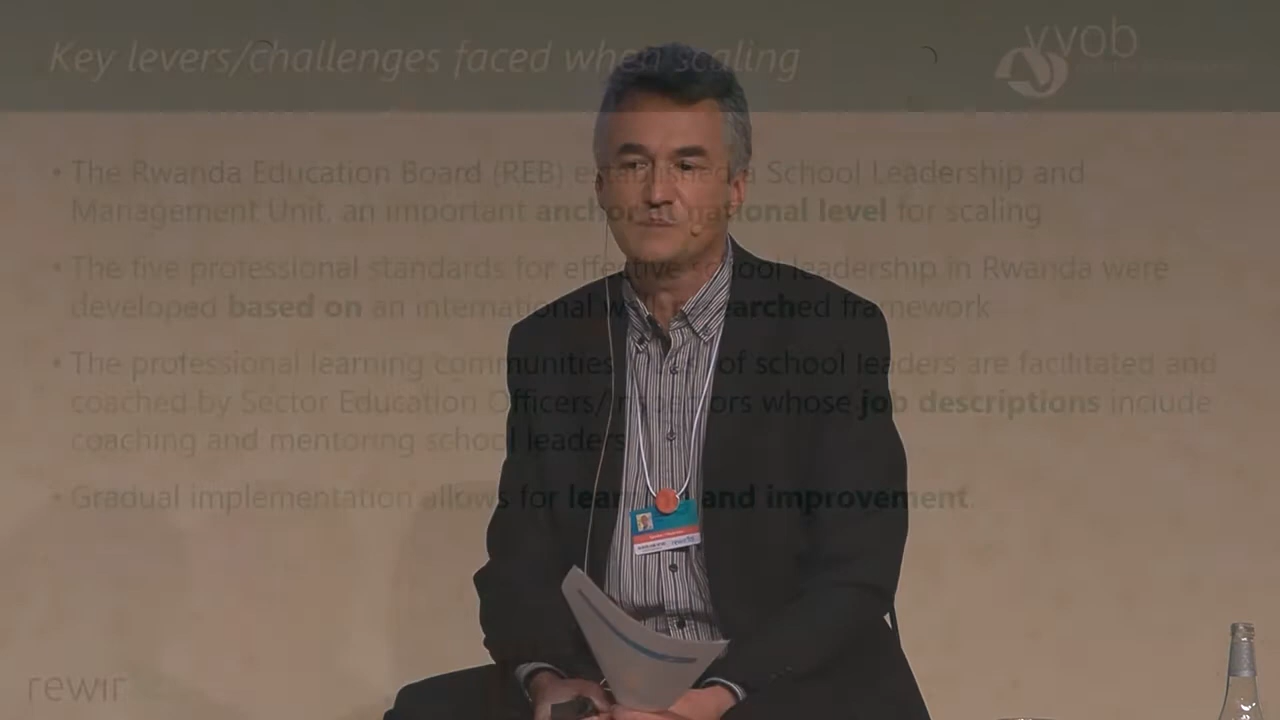 Key levers/challenges faced when scaling
vvob
• The Rwanda Education Board (REB) a School Leadership and
Management Unit, an important level for scaling
• The five professional standards for effective school leadership in Rwanda were
developed based on an international framework
• The professional learning communities of school leaders are facilitated and
coached by Sector Education Officers/Inspectors whose job descriptions include
coaching and mentoring school leaders
• Gradual implementation allows for and improvement.
rewir